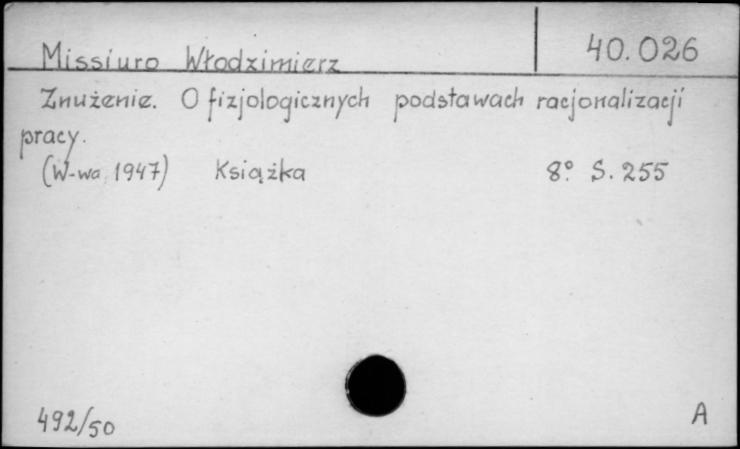 Missiuro Włodzimierz 40.026
Znużenie. O fizjologicznych podstawach racjonalizacji
pracy.
(W-wa, 1947) Książka 8° S. 255
492/50 A